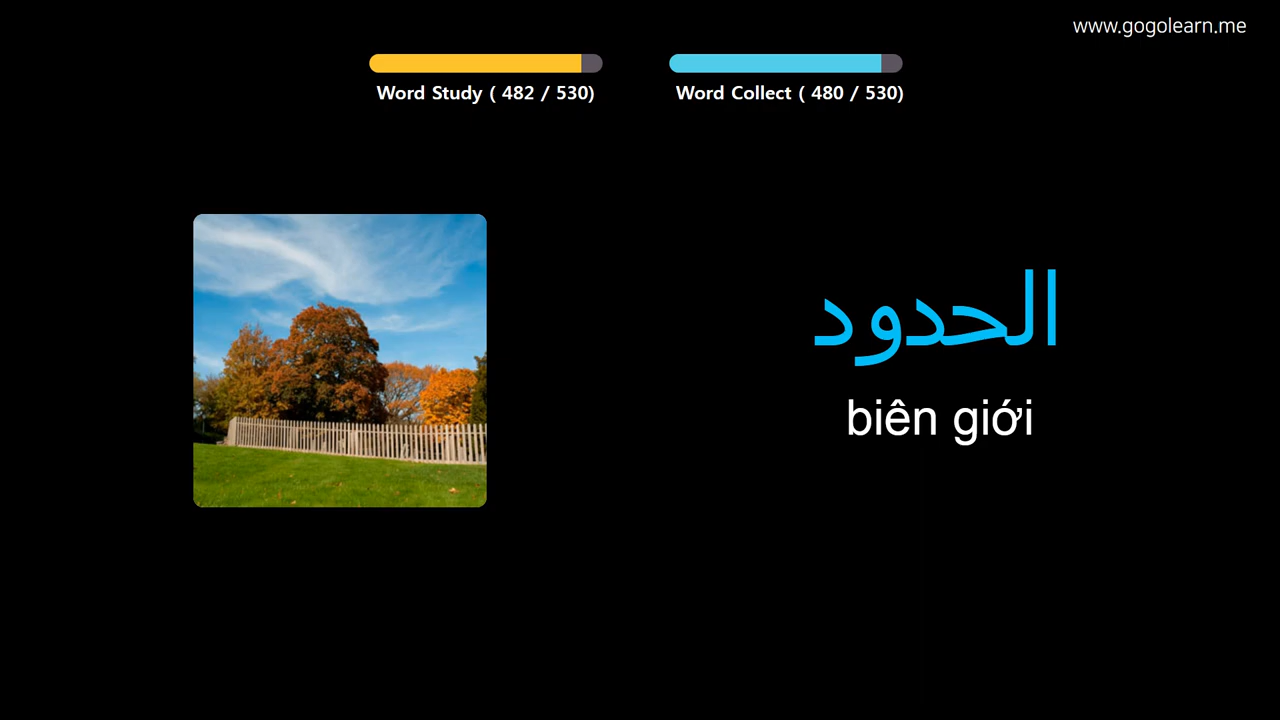 www.gogolearn.me
Word Study ( 482 / 530)
Word Collect ( 480 / 530)
الحدود
biên giới